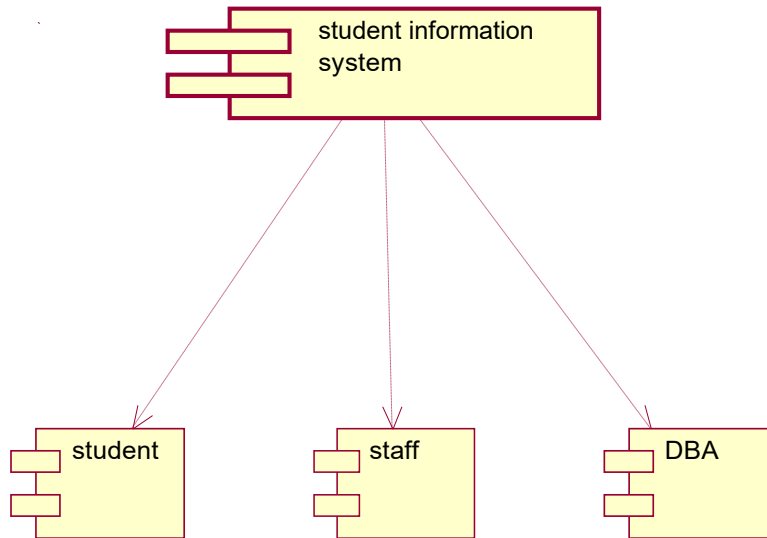 student information
system
student
staff
DBA